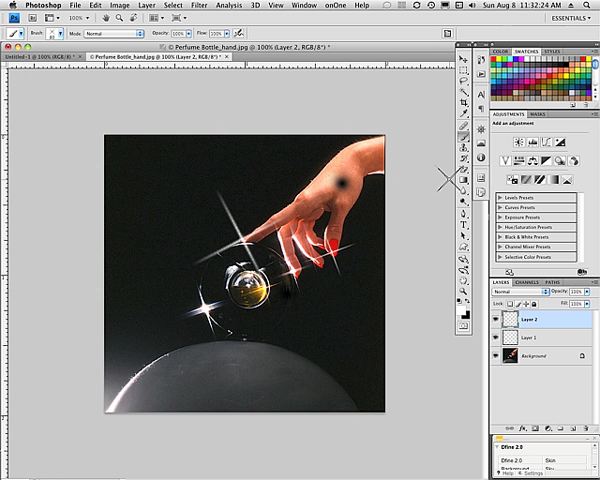 Photoshop File Edit Image Layer Select Filter Analysis 3D View Window onOne Help Sun Aug 8 11:32:24 AM
100%
ESSENTIALS
Brush: Mode: Normal Opacity: 100% Flow: 100%
© Perfume Bottle_hand.jpg @ 100% (Layer 2, RGB/8*) *
Untitled-1 @ 100% (RGB/8) * © Perfume Bottle_hand.jpg @ 100% (Layer 2, RGB/8*) *
COLOR SWATCHES STYLES
ADJUSTMENTS MASKS
Add an adjustment
Levels Presets
Curves Presets
Exposure Presets
Hue/Saturation Presets
Black & White Presets
Channel Mixer Presets
Selective Color Presets
LAYERS CHANNELS PATHS
Normal Opacity: 100%
Lock: Fill: 100%
Layer 2
Layer 1
Background
Dfine 2.0
Dfine 2.0 Skin
Background Sky
Help Settings